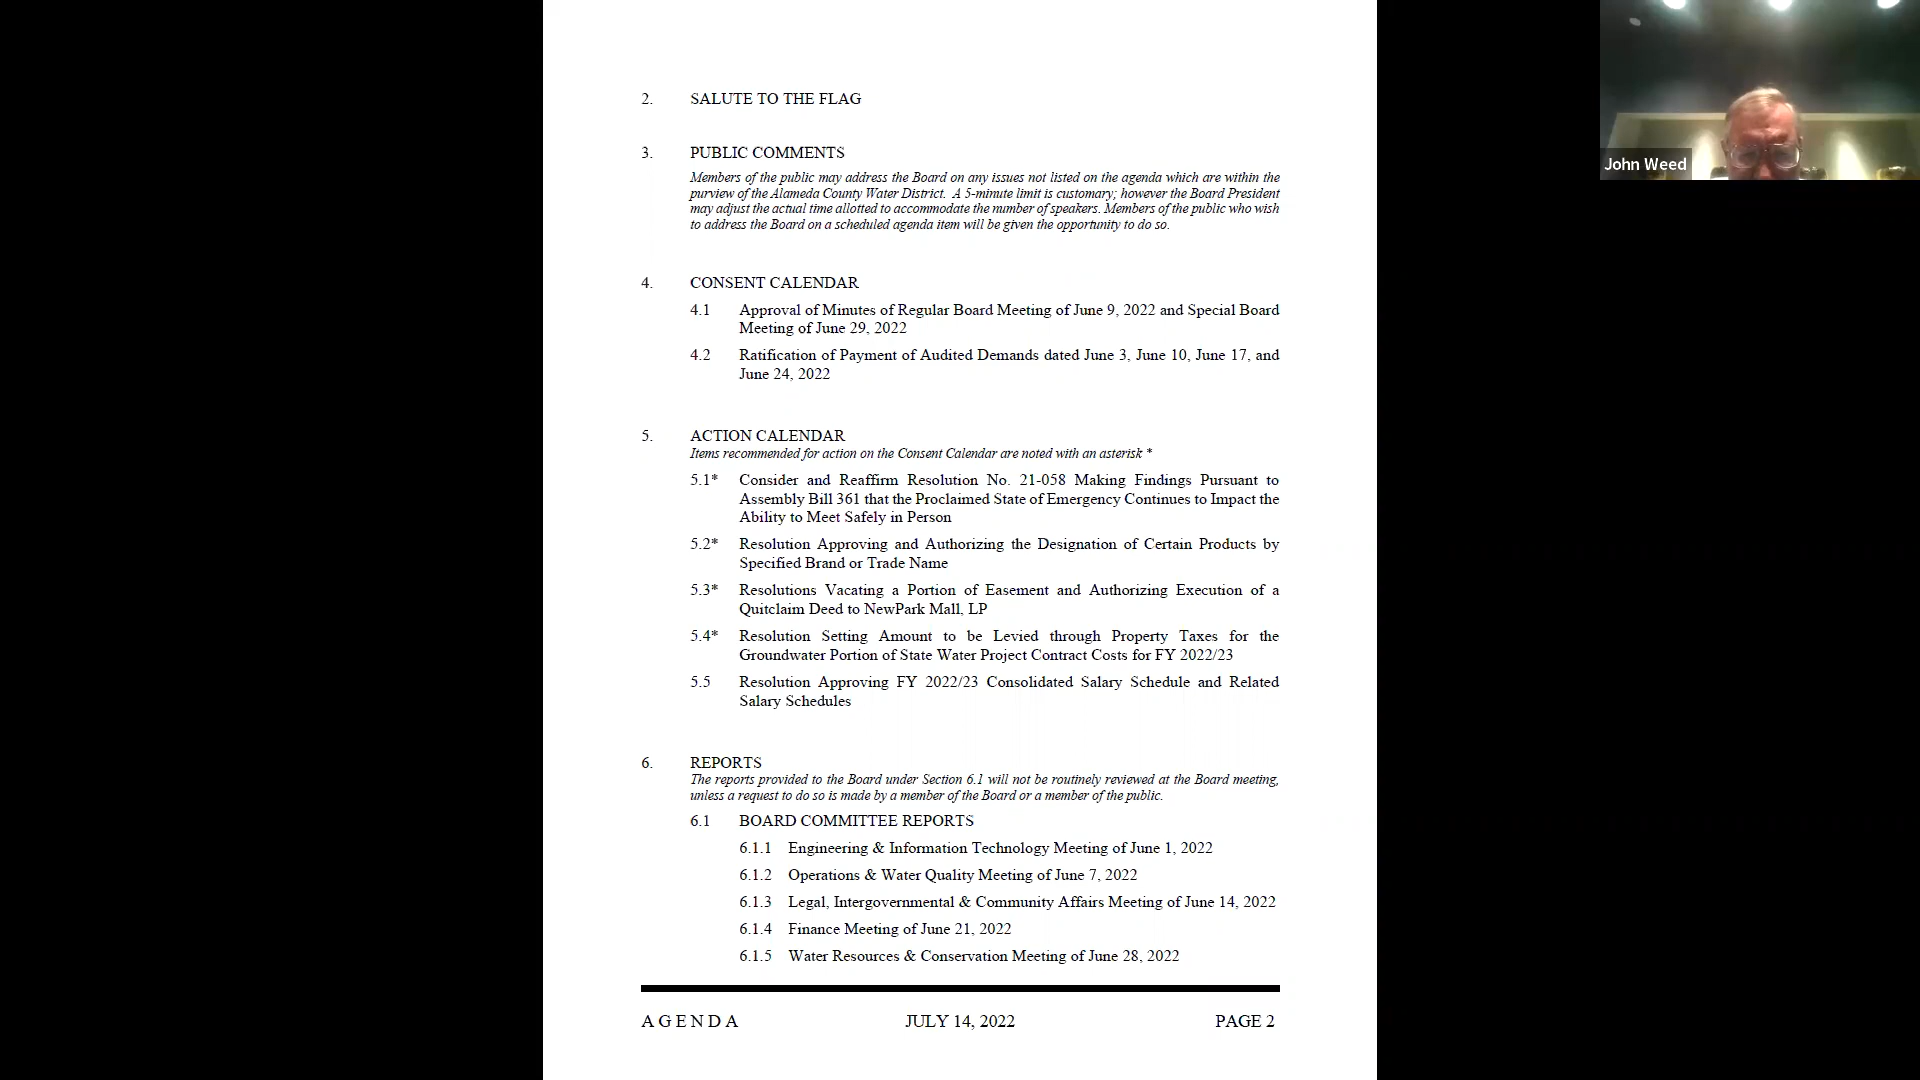 2. SALUTE TO THE FLAG
3. PUBLIC COMMENTS
Members of the public may address the Board on any issues not listed on the agenda which are within the
purview of the Alameda County Water District. A 5-minute limit is customary; however the Board President
may adjust the actual time allotted to accommodate the number of speakers. Members of the public who wish
to address the Board on a scheduled agenda item will be given the opportunity to do so.
4. CONSENT CALENDAR
4.1 Approval of Minutes of Regular Board Meeting of June 9, 2022 and Special Board
Meeting of June 29, 2022
4.2 Ratification of Payment of Audited Demands dated June 3, June 10, June 17, and
June 24, 2022
5. ACTION CALENDAR
Items recommended for action on the Consent Calendar are noted with an asterisk *
5.1* Consider and Reaffirm Resolution No. 21-058 Making Findings Pursuant to
Assembly Bill 361 that the Proclaimed State of Emergency Continues to Impact the
Ability to Meet Safely in Person
5.2* Resolution Approving and Authorizing the Designation of Certain Products by
Specified Brand or Trade Name
5.3* Resolutions Vacating a Portion of Easement and Authorizing Execution of a
Quitclaim Deed to NewPark Mall, LP
5.4* Resolution Setting Amount to be Levied through Property Taxes for the
Groundwater Portion of State Water Project Contract Costs for FY 2022/23
5.5 Resolution Approving FY 2022/23 Consolidated Salary Schedule and Related
Salary Schedules
6. REPORTS
The reports provided to the Board under Section 6.1 will not be routinely reviewed at the Board meeting,
unless a request to do so is made by a member of the Board or a member of the public.
6.1 BOARD COMMITTEE REPORTS
6.1.1 Engineering & Information Technology Meeting of June 1, 2022
6.1.2 Operations & Water Quality Meeting of June 7, 2022
6.1.3 Legal, Intergovernmental & Community Affairs Meeting of June 14, 2022
6.1.4 Finance Meeting of June 21, 2022
6.1.5 Water Resources & Conservation Meeting of June 28, 2022
AGENDA JULY 14, 2022 PAGE 2
John Weed